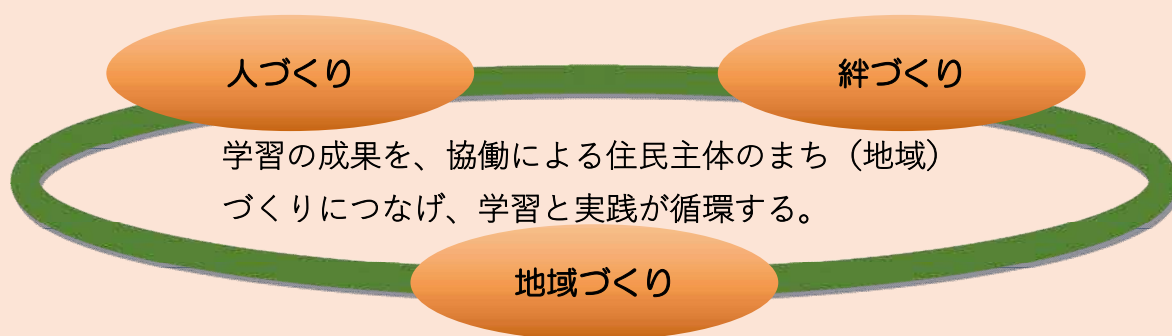 人づくり
絆づくり
学習の成果を、協働による住民主体のまち（地域）
づくりにつなげ、学習と実践が循環する。
地域づくり